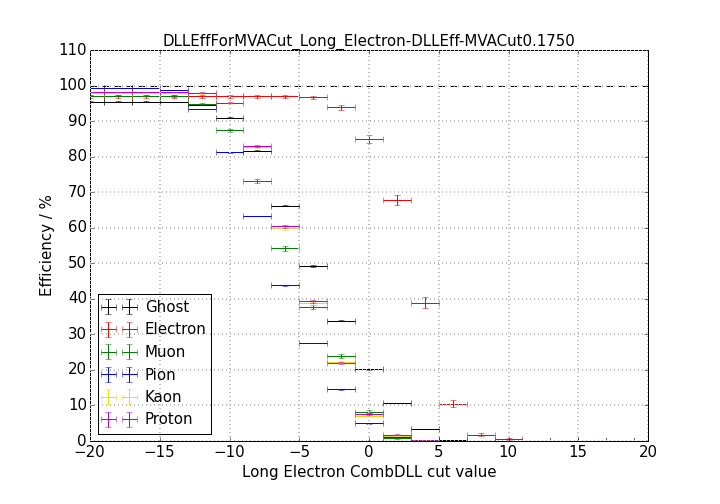 DLLEffForMVACut_Long_Electron-DLLEff-MVACut0.1750
110
100
90
80
70
60
50
40
30
20
10
0
Efficiency / %
Ghost
Electron
Muon
Pion
Kaon
Proton
−20 −15 −10 −5 0 5 10 15 20
Long Electron CombDLL cut value